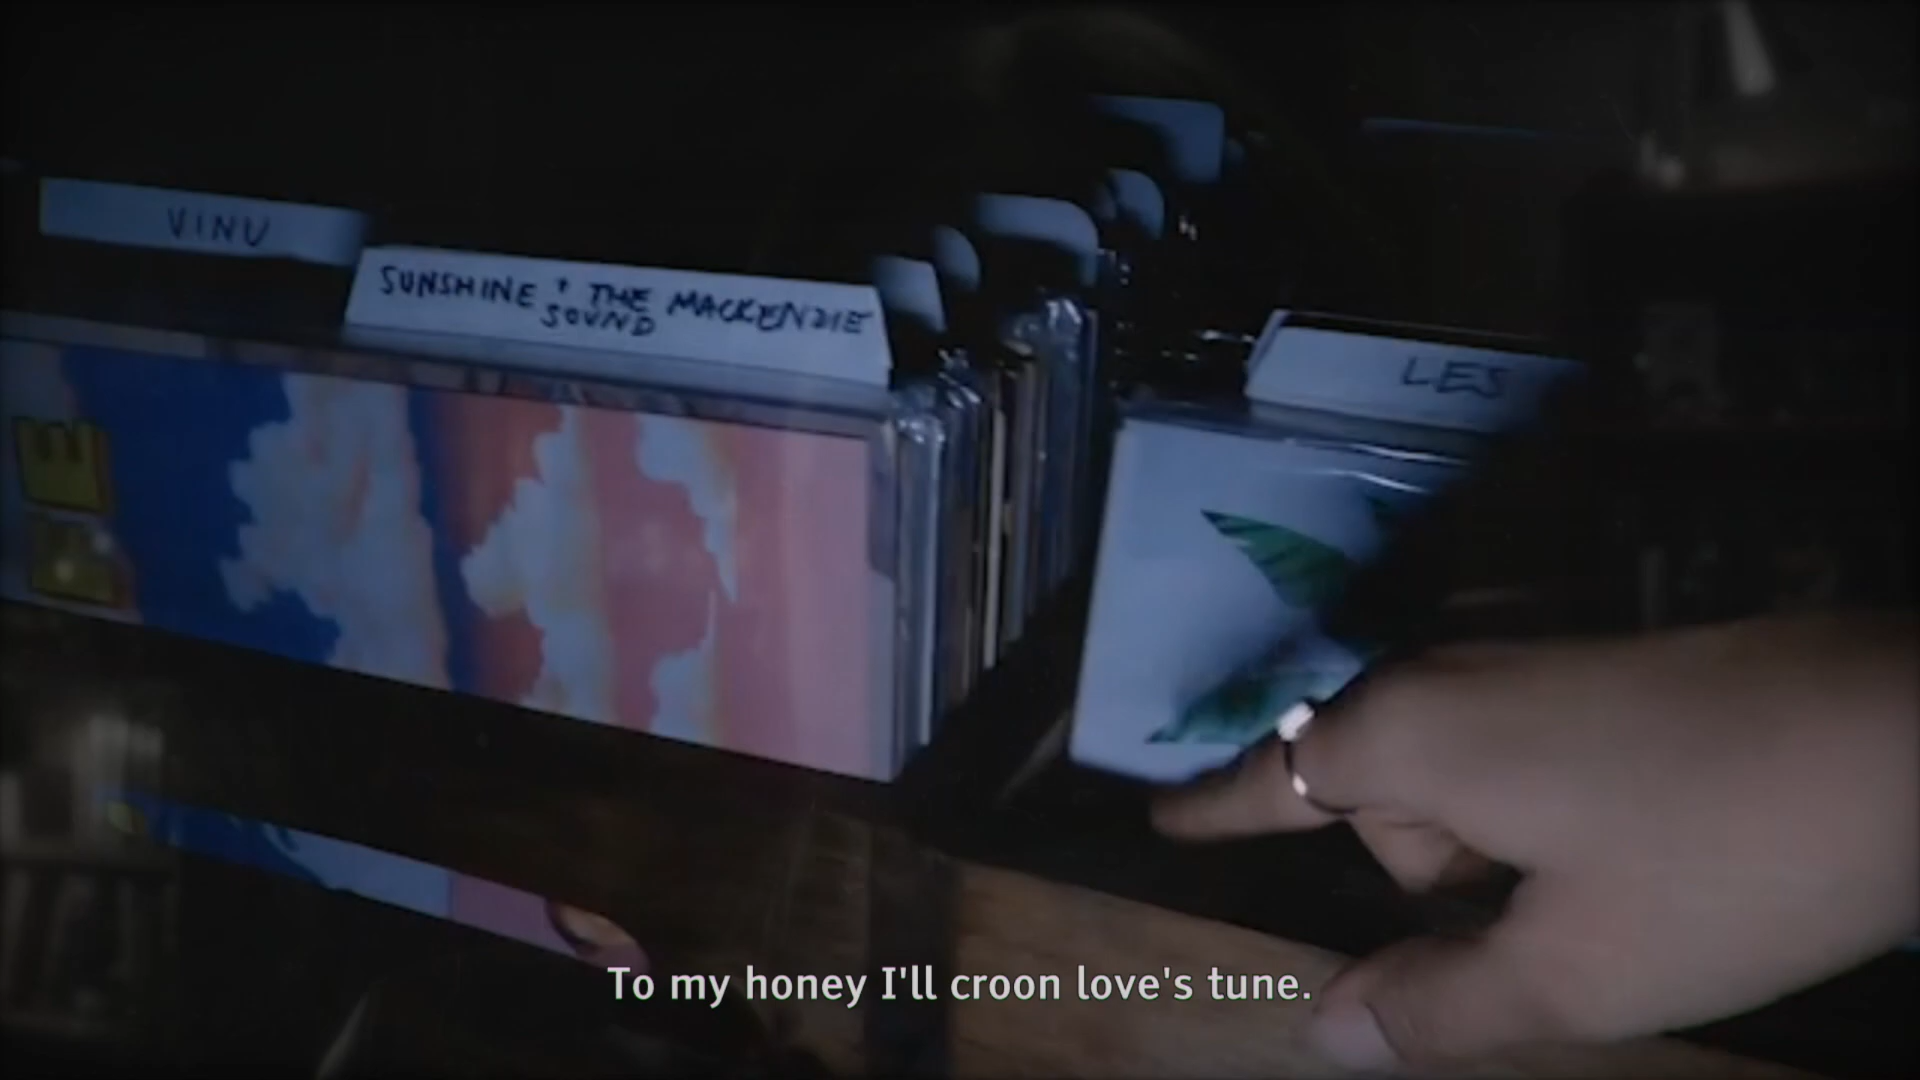 VINU
SUNSHINE + THE MACKENDIE
SOUND
LES
To my honey I'll croon love's tune.